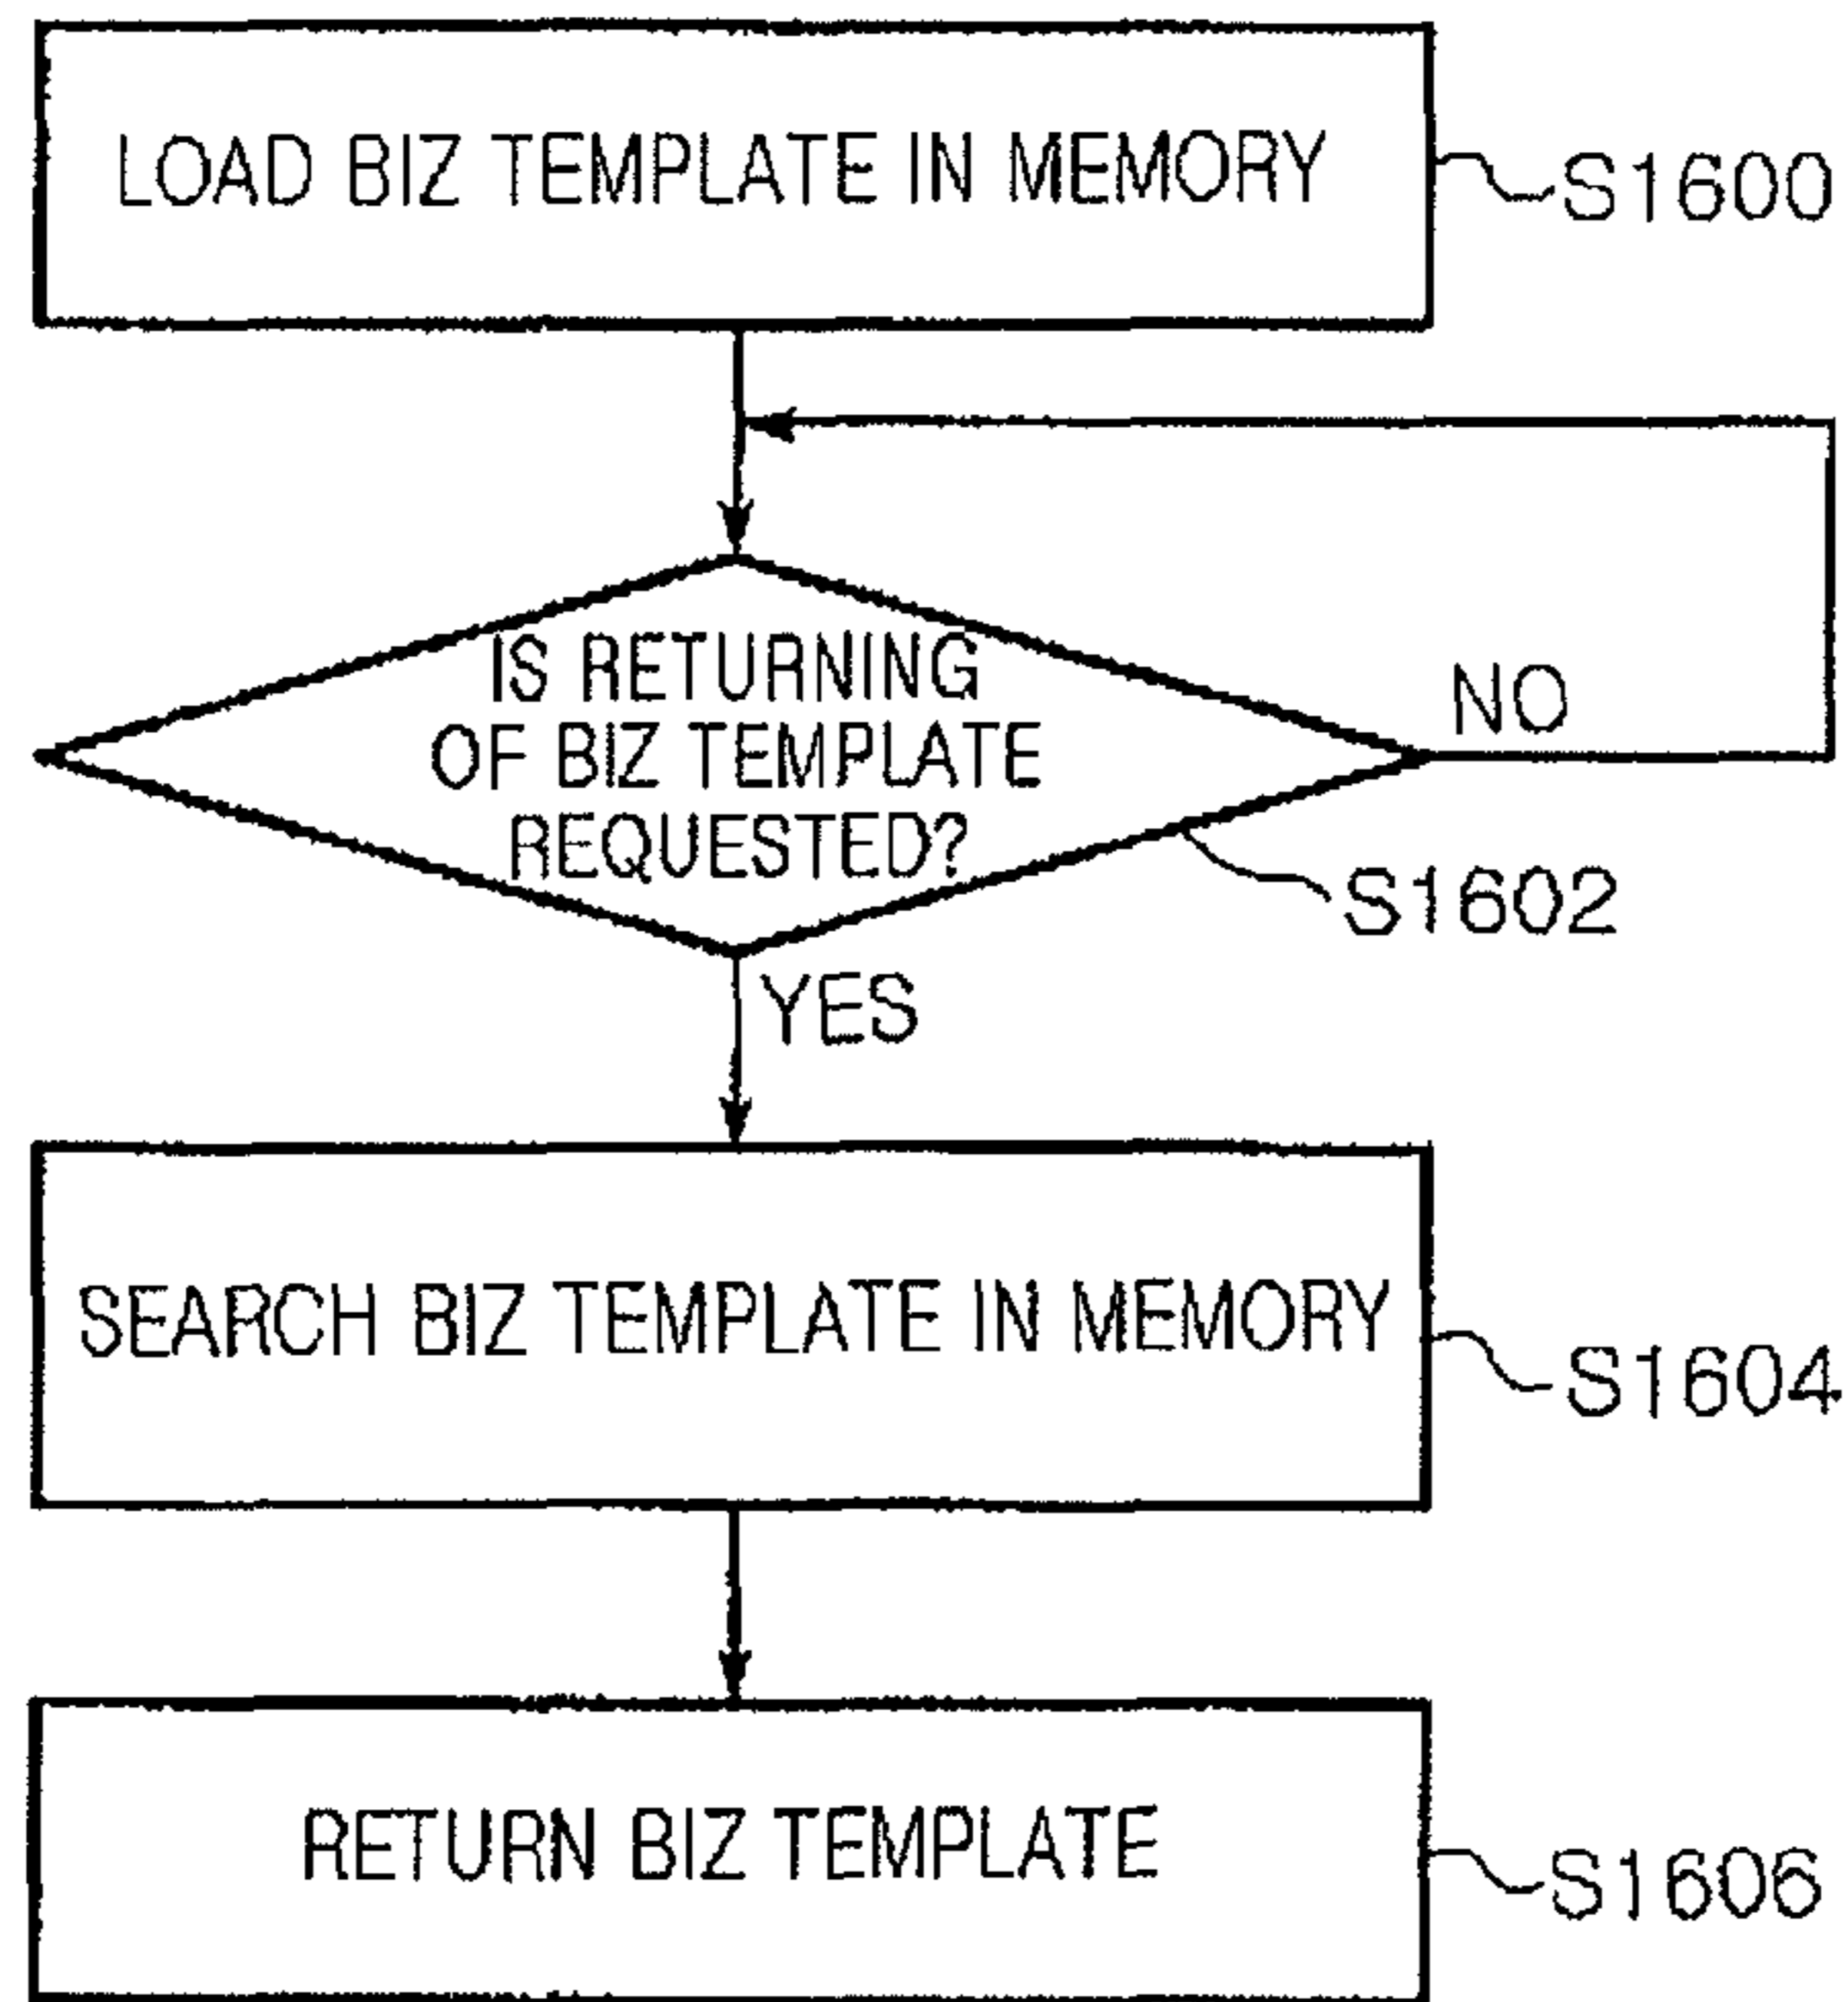 LOAD BIZ TEMPLATE IN MEMORY
S1600
IS RETURNING
OF BIZ TEMPLATE
REQUESTED?
NO
S1602
YES
SEARCH BIZ TEMPLATE IN MEMORY
S1604
RETURN BIZ TEMPLATE
S1606